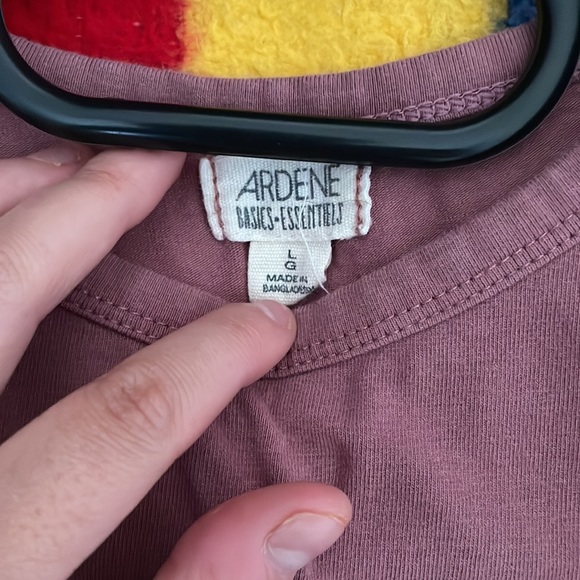 ARDENE
BASICS-ESSENTIELS
L
G
MADE IN
BANGLADESH